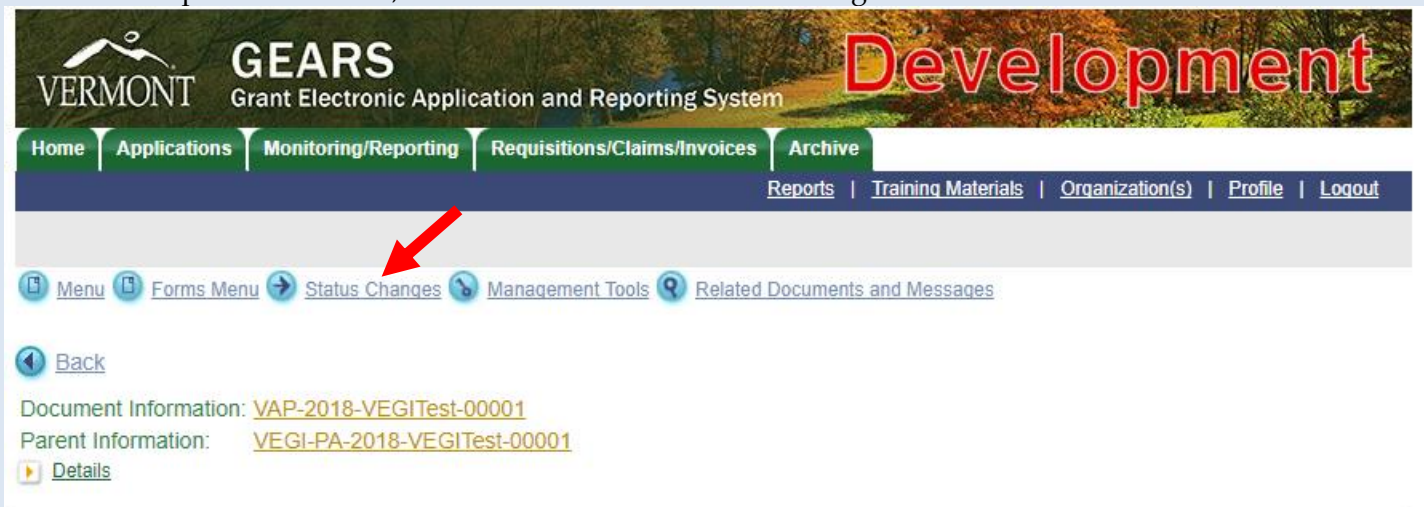 VERMONT
GEARS
Grant Electronic Application and Reporting System
Development
Home Applications Monitoring/Reporting Requisitions/Claims/Invoices Archive
Reports | Training Materials | Organization(s) | Profile | Logout
Menu Forms Menu Status Changes Management Tools Related Documents and Messages
Back
Document Information: VAP-2018-VEGITest-00001
Parent Information: VEGI-PA-2018-VEGITest-00001
Details